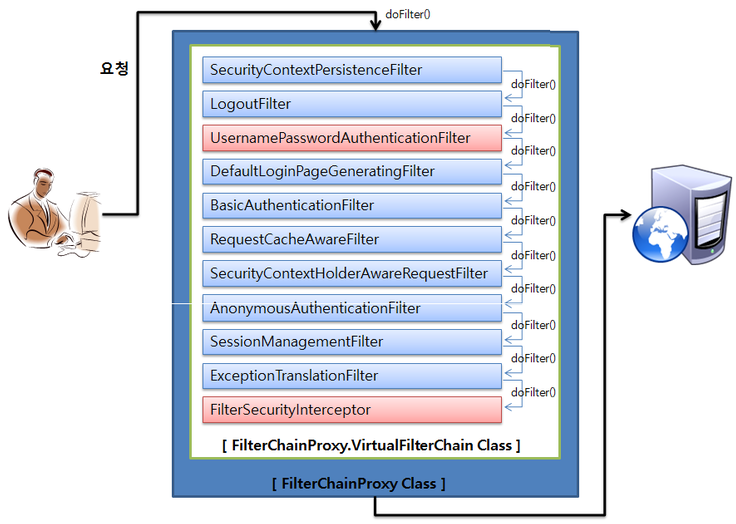 doFilter()
요청
SecurityContextPersistenceFilter
doFilter()
LogoutFilter
doFilter()
UsernamePasswordAuthenticationFilter
doFilter()
DefaultLoginPageGeneratingFilter
doFilter()
BasicAuthenticationFilter
doFilter()
RequestCacheAwareFilter
doFilter()
SecurityContextHolderAwareRequestFilter
doFilter()
AnonymousAuthenticationFilter
doFilter()
SessionManagementFilter
doFilter()
ExceptionTranslationFilter
doFilter()
FilterSecurityInterceptor
[ FilterChainProxy.VirtualFilterChain Class ]
[ FilterChainProxy Class ]